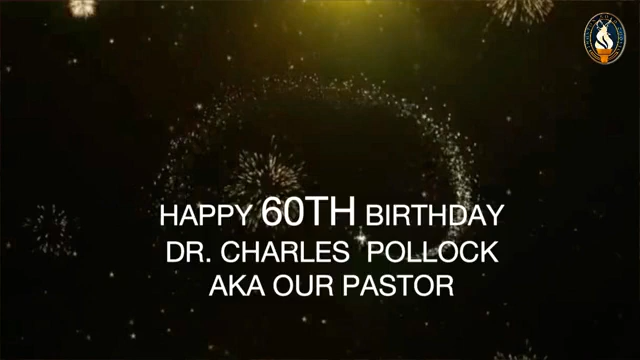 HAPPY 60TH BIRTHDAY
DR. CHARLES POLLOCK
AKA OUR PASTOR